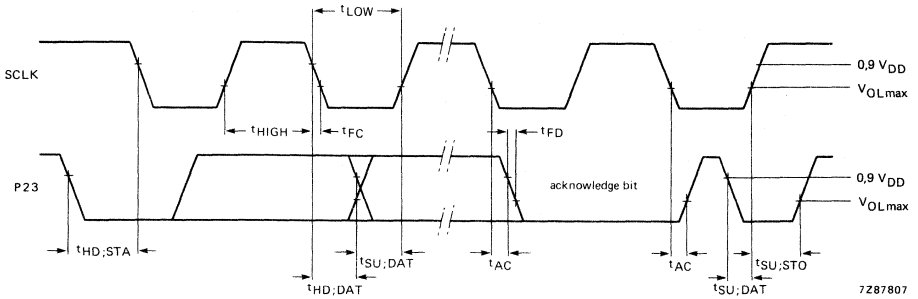 tLOW
SCLK
0,9 VDD
VOLmax
tHIGH
tFC
tFD
P23
acknowledge bit
0,9 VDD
VOLmax
tHD;STA
tSU;DAT
tAC
tAC
tSU;STO
tHD;DAT
tSU;DAT
7Z87807